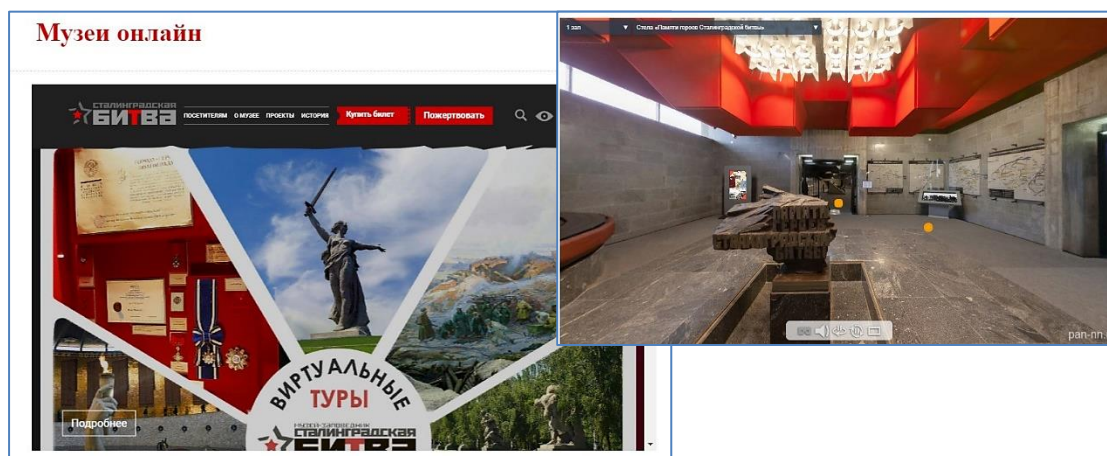 Музеи онлайн
СТАЛИНГРАДСКАЯ
БИТВА
ПОСЕТИТЕЛЯМ О МУЗЕЕ ПРОЕКТЫ ИСТОРИЯ Купить билет Пожертвовать
ВИРТУАЛЬНЫЕ
ТУРЫ
МУЗЕЙ-ЗАПОВЕДНИК
СТАЛИНГРАДСКАЯ
БИТВА
Подробнее
1 зал Стела «Памяти героев Сталинградской битвы»
pan-nn.